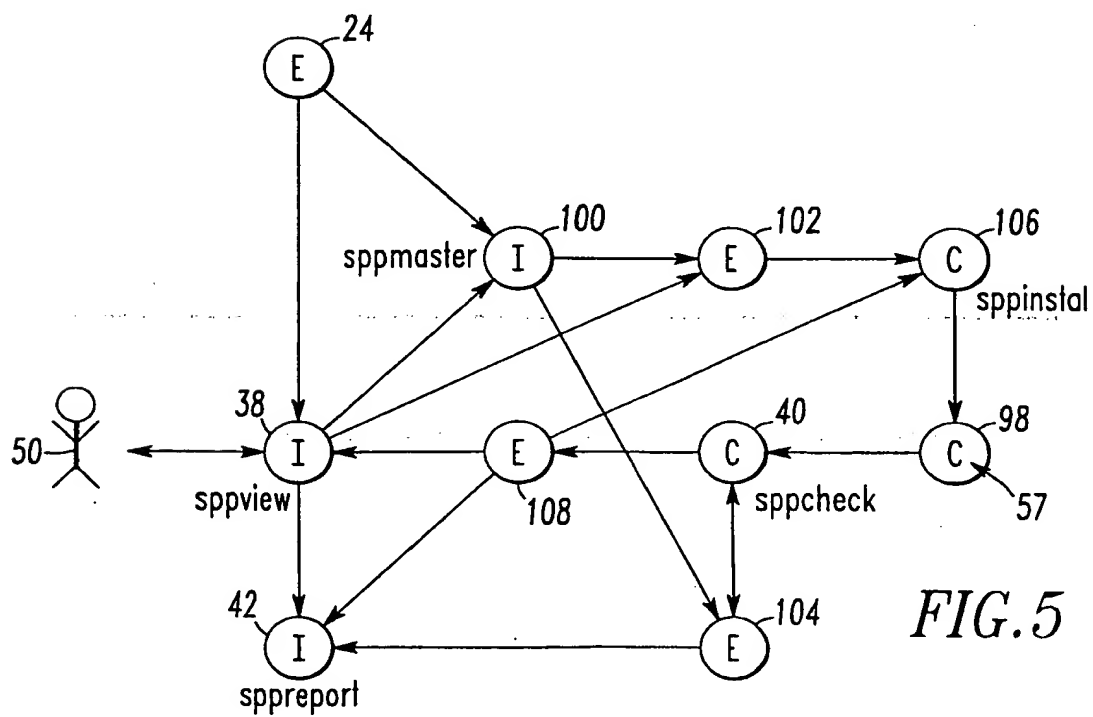 24
E
100
102
106
sppmaster
I
E
C
sppinstal
38
40
98
50
I
E
C
C
sppview
108
sppcheck
57
42
104
I
E
FIG.5
sppreport